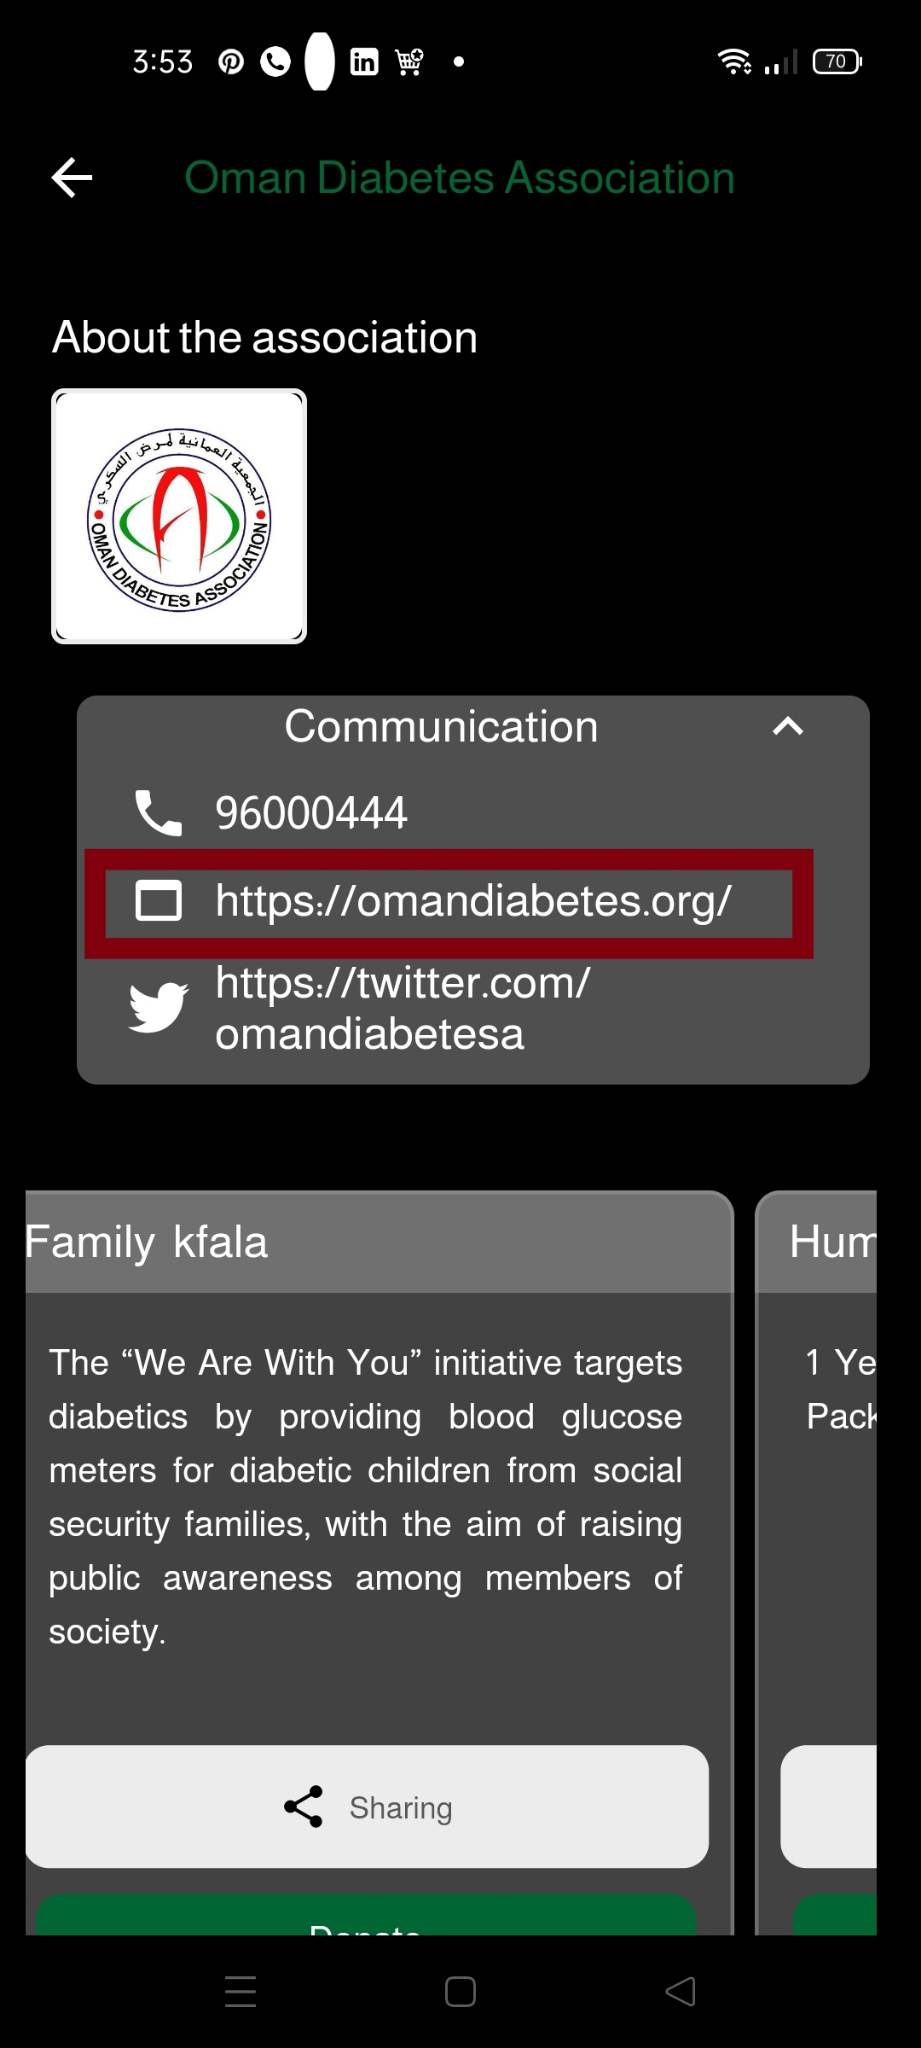 3:53
70
Oman Diabetes Association
About the association
الجمعية العمانية لمرض السكري
OMAN DIABETES ASSOCIATION
Communication
96000444
https://omandiabetes.org/
https://twitter.com/
omandiabetesa
Family kfala
The “We Are With You” initiative targets
diabetics by providing blood glucose
meters for diabetic children from social
security families, with the aim of raising
public awareness among members of
society.
Sharing
Donate
Hum
1 Ye
Pack